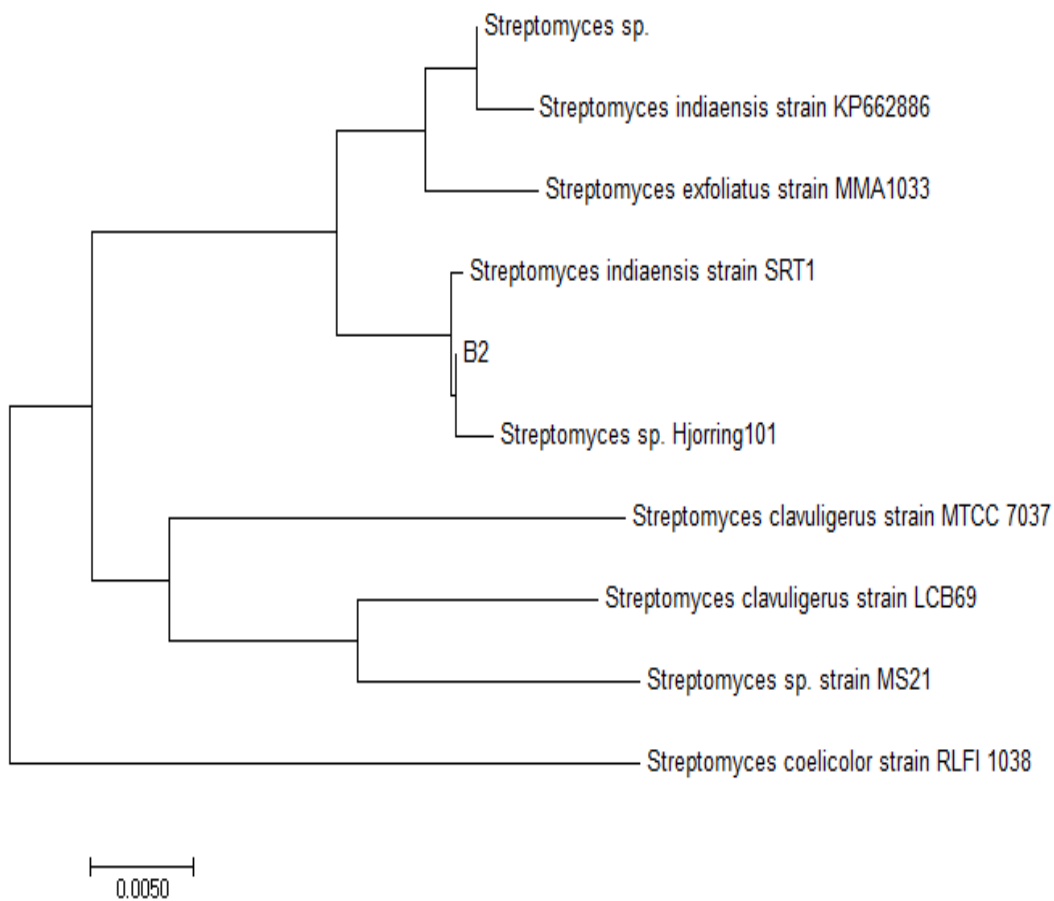 Streptomyces sp.
Streptomyces indiaensis strain KP662886
Streptomyces exfoliatus strain MMA1033
Streptomyces indiaensis strain SRT1
B2
Streptomyces sp. Hjorring101
Streptomyces clavuligerus strain MTCC 7037
Streptomyces clavuligerus strain LCB69
Streptomyces sp. strain MS21
Streptomyces coelicolor strain RLFI 1038
0.0050